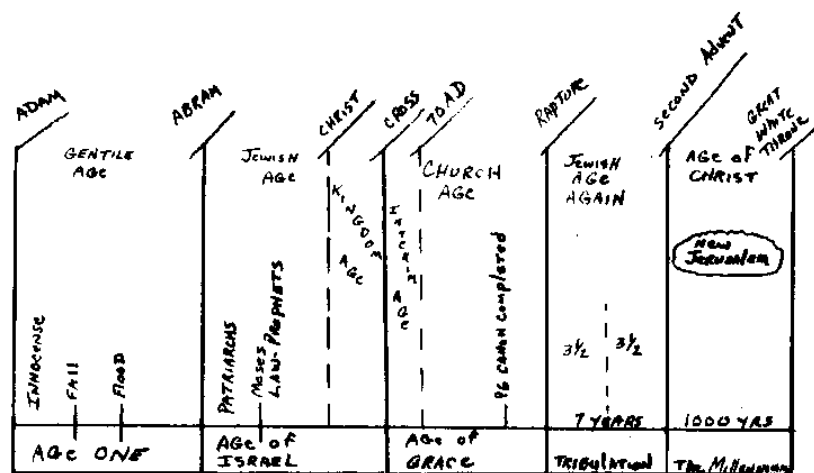 ADAM
ABRAM
CHRIST
CROSS
70 AD
RAPTURE
SECOND ADVENT
GREAT
WHITE
THRONE
GENTILE
AGE
JEWISH
AGE
KINGDOM
AGE
INTERIM
AGE
CHURCH
AGE
JEWISH
AGE
AGAIN
AGE of
CHRIST
New
Jerusalem
INNOCENSE
FAll
Flood
PATRIARCHS
Moses
LAW-PROPHETS
96 CANON Completed
3½
3½
7 YEARS
1000 YRS
AGE ONE
AGE of
ISRAEL
AGE of
GRACE
TRIBULATION
The Millennium